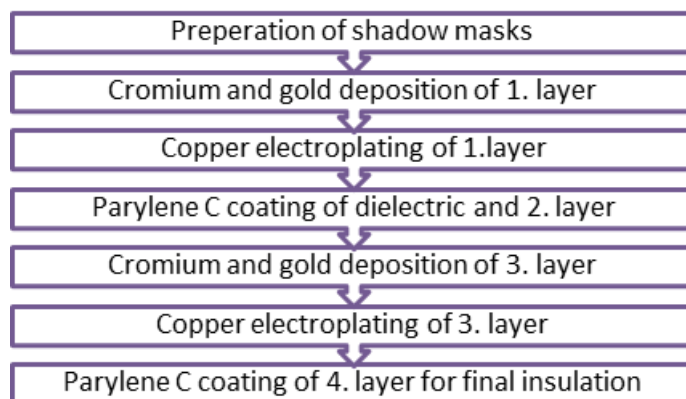 Preperation of shadow masks
Cromium and gold deposition of 1. layer
Copper electroplating of 1.layer
Parylene C coating of dielectric and 2. layer
Cromium and gold deposition of 3. layer
Copper electroplating of 3. layer
Parylene C coating of 4. layer for final insulation